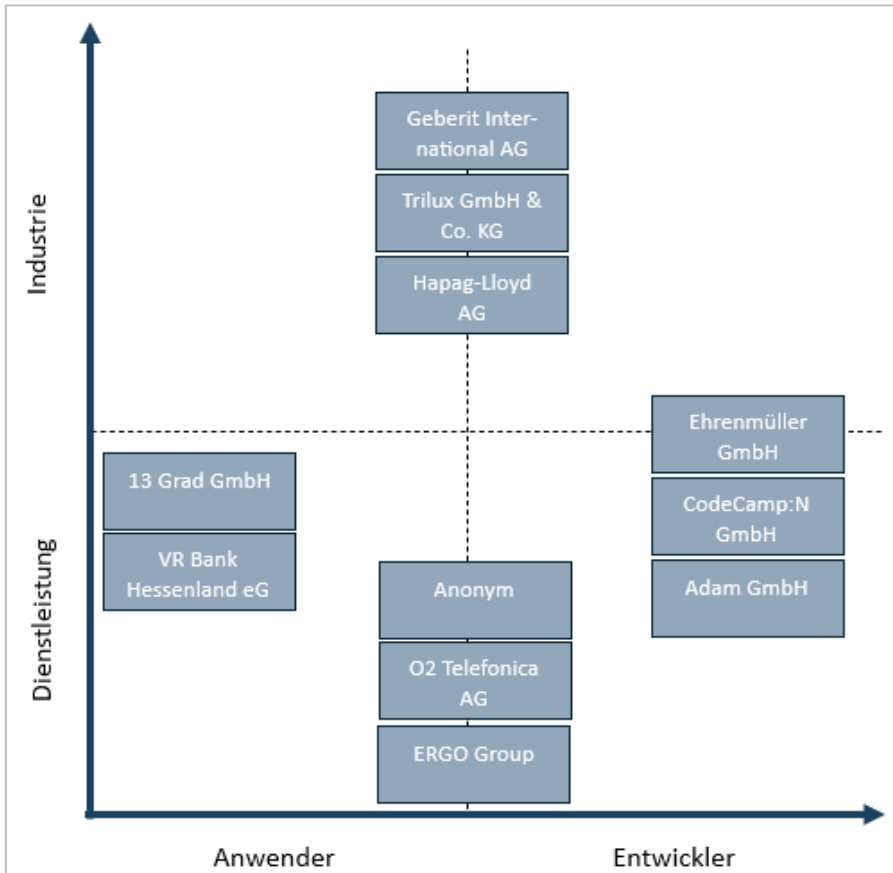 Industrie
Dienstleistung
Geberit Inter-
national AG
Trilux GmbH &
Co. KG
Hapag-Lloyd
AG
Ehrenmüller
GmbH
13 Grad GmbH
CodeCamp:N
GmbH
VR Bank
Hessenland eG
Anonym
Adam GmbH
O2 Telefonica
AG
ERGO Group
Anwender
Entwickler